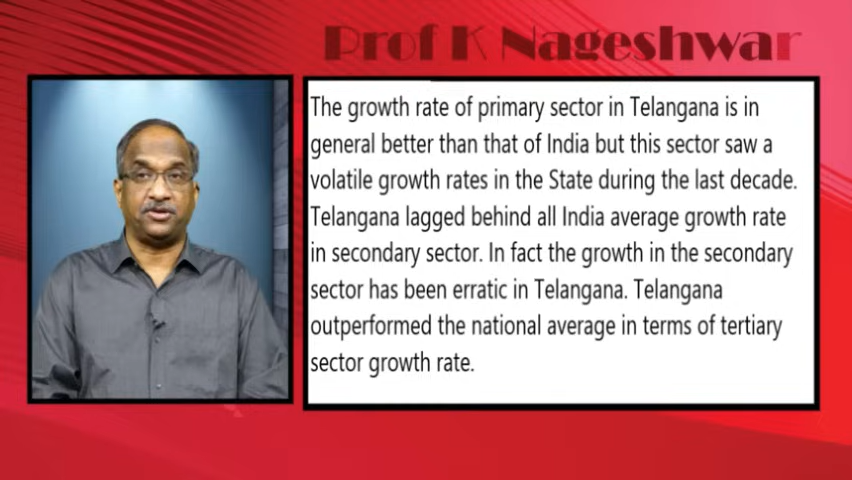 Prof K Nageshwar
The growth rate of primary sector in Telangana is in
general better than that of India but this sector saw a
volatile growth rates in the State during the last decade.
Telangana lagged behind all India average growth rate
in secondary sector. In fact the growth in the secondary
sector has been erratic in Telangana. Telangana
outperformed the national average in terms of tertiary
sector growth rate.